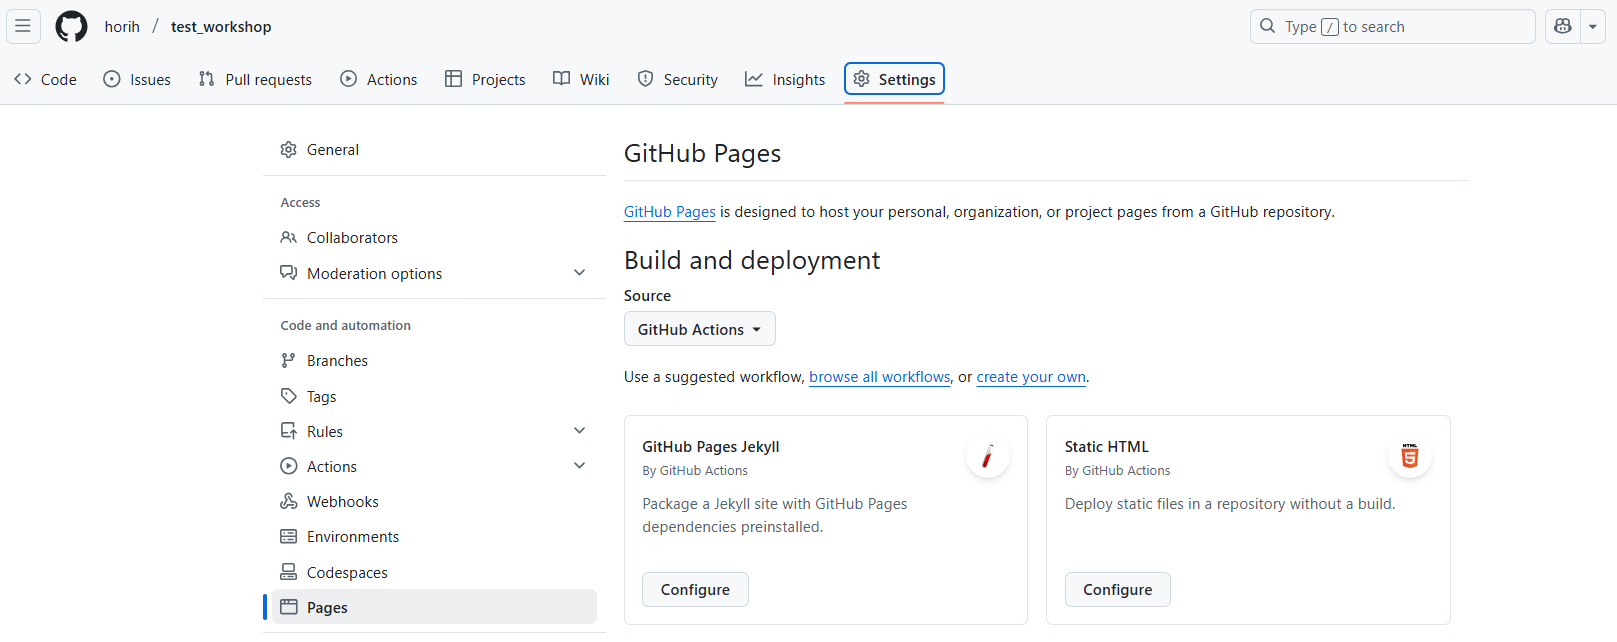 horih / test_workshop
Type / to search
Code Issues Pull requests Actions Projects Wiki Security Insights Settings
General
Access
Collaborators
Moderation options
Code and automation
Branches
Tags
Rules
Actions
Webhooks
Environments
Codespaces
Pages
GitHub Pages
GitHub Pages is designed to host your personal, organization, or project pages from a GitHub repository.
Build and deployment
Source
GitHub Actions
Use a suggested workflow, browse all workflows, or create your own.
GitHub Pages Jekyll
By GitHub Actions
Package a Jekyll site with GitHub Pages
dependencies preinstalled.
Configure
Static HTML
HTML
5
By GitHub Actions
Deploy static files in a repository without a build.
Configure